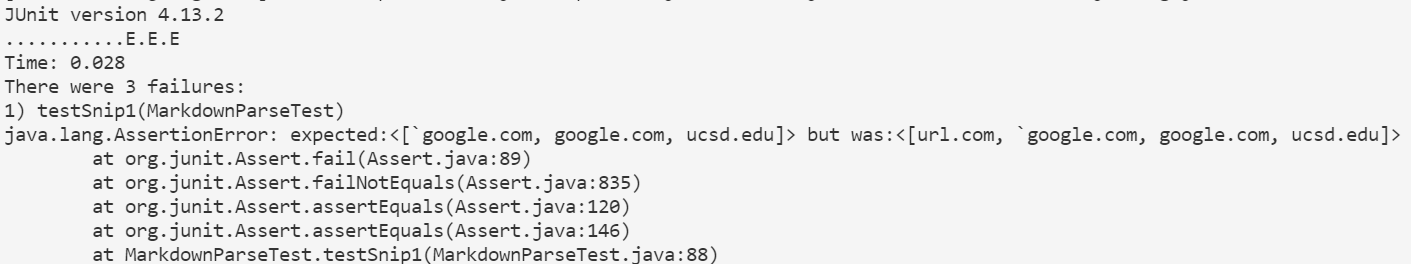 JUnit version 4.13.2
...........E.E.E
Time: 0.028
There were 3 failures:
1) testSnip1(MarkdownParseTest)
java.lang.AssertionError: expected:<[`google.com, google.com, ucsd.edu]> but was:<[url.com, `google.com, google.com, ucsd.edu]>
        at org.junit.Assert.fail(Assert.java:89)
        at org.junit.Assert.failNotEquals(Assert.java:835)
        at org.junit.Assert.assertEquals(Assert.java:120)
        at org.junit.Assert.assertEquals(Assert.java:146)
        at MarkdownParseTest.testSnip1(MarkdownParseTest.java:88)